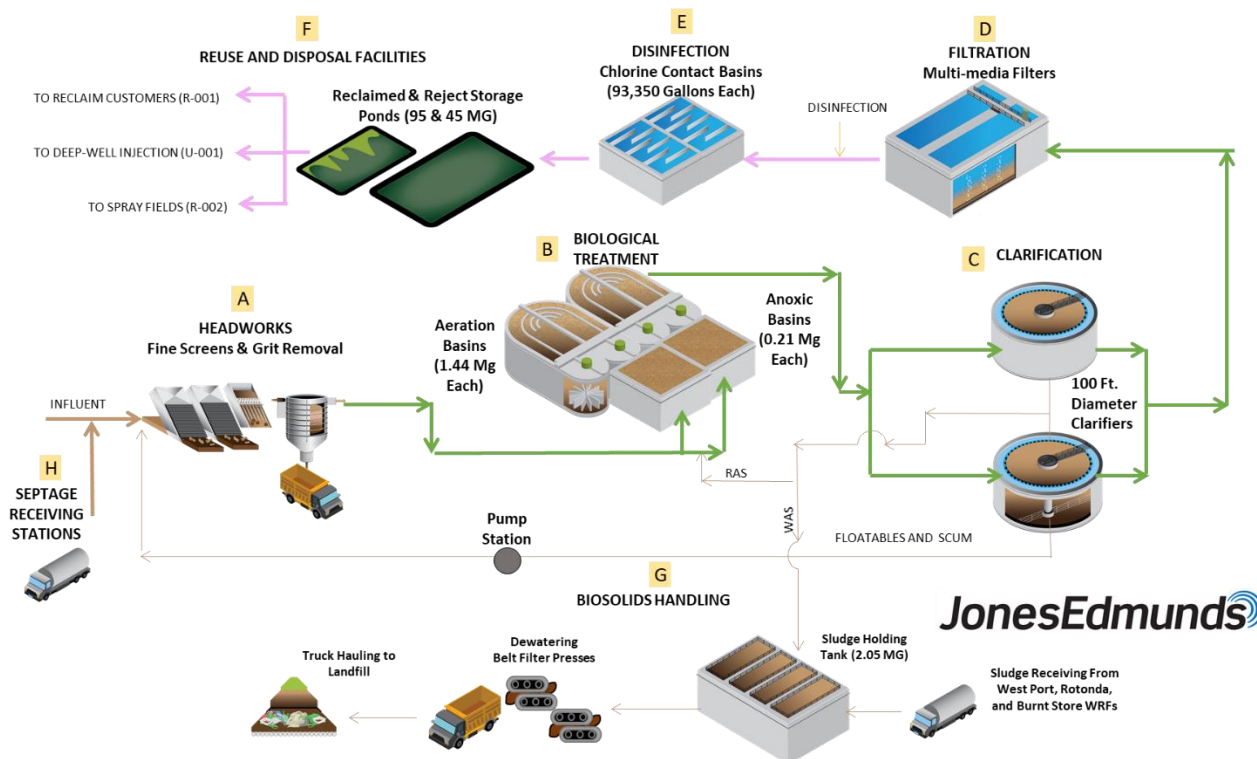 F
REUSE AND DISPOSAL FACILITIES
TO RECLAIM CUSTOMERS (R-001)
TO DEEP-WELL INJECTION (U-001)
TO SPRAY FIELDS (R-002)
Reclaimed & Reject Storage
Ponds (95 & 45 MG)
E
DISINFECTION
Chlorine Contact Basins
(93,350 Gallons Each)
DISINFECTION
D
FILTRATION
Multi-media Filters
A
HEADWORKS
Fine Screens & Grit Removal
INFLUENT
H
SEPTAGE
RECEIVING
STATIONS
B
BIOLOGICAL
TREATMENT
Aeration
Basins
(1.44 Mg
Each)
Anoxic
Basins
(0.21 Mg
Each)
C
CLARIFICATION
100 Ft.
Diameter
Clarifiers
RAS
WAS
FLOATABLES AND SCUM
Pump
Station
G
BIOSOLIDS HANDLING
Truck Hauling to
Landfill
Dewatering
Belt Filter Presses
Sludge Holding
Tank (2.05 MG)
JonesEdmunds
Sludge Receiving From
West Port, Rotonda,
and Burnt Store WRFs